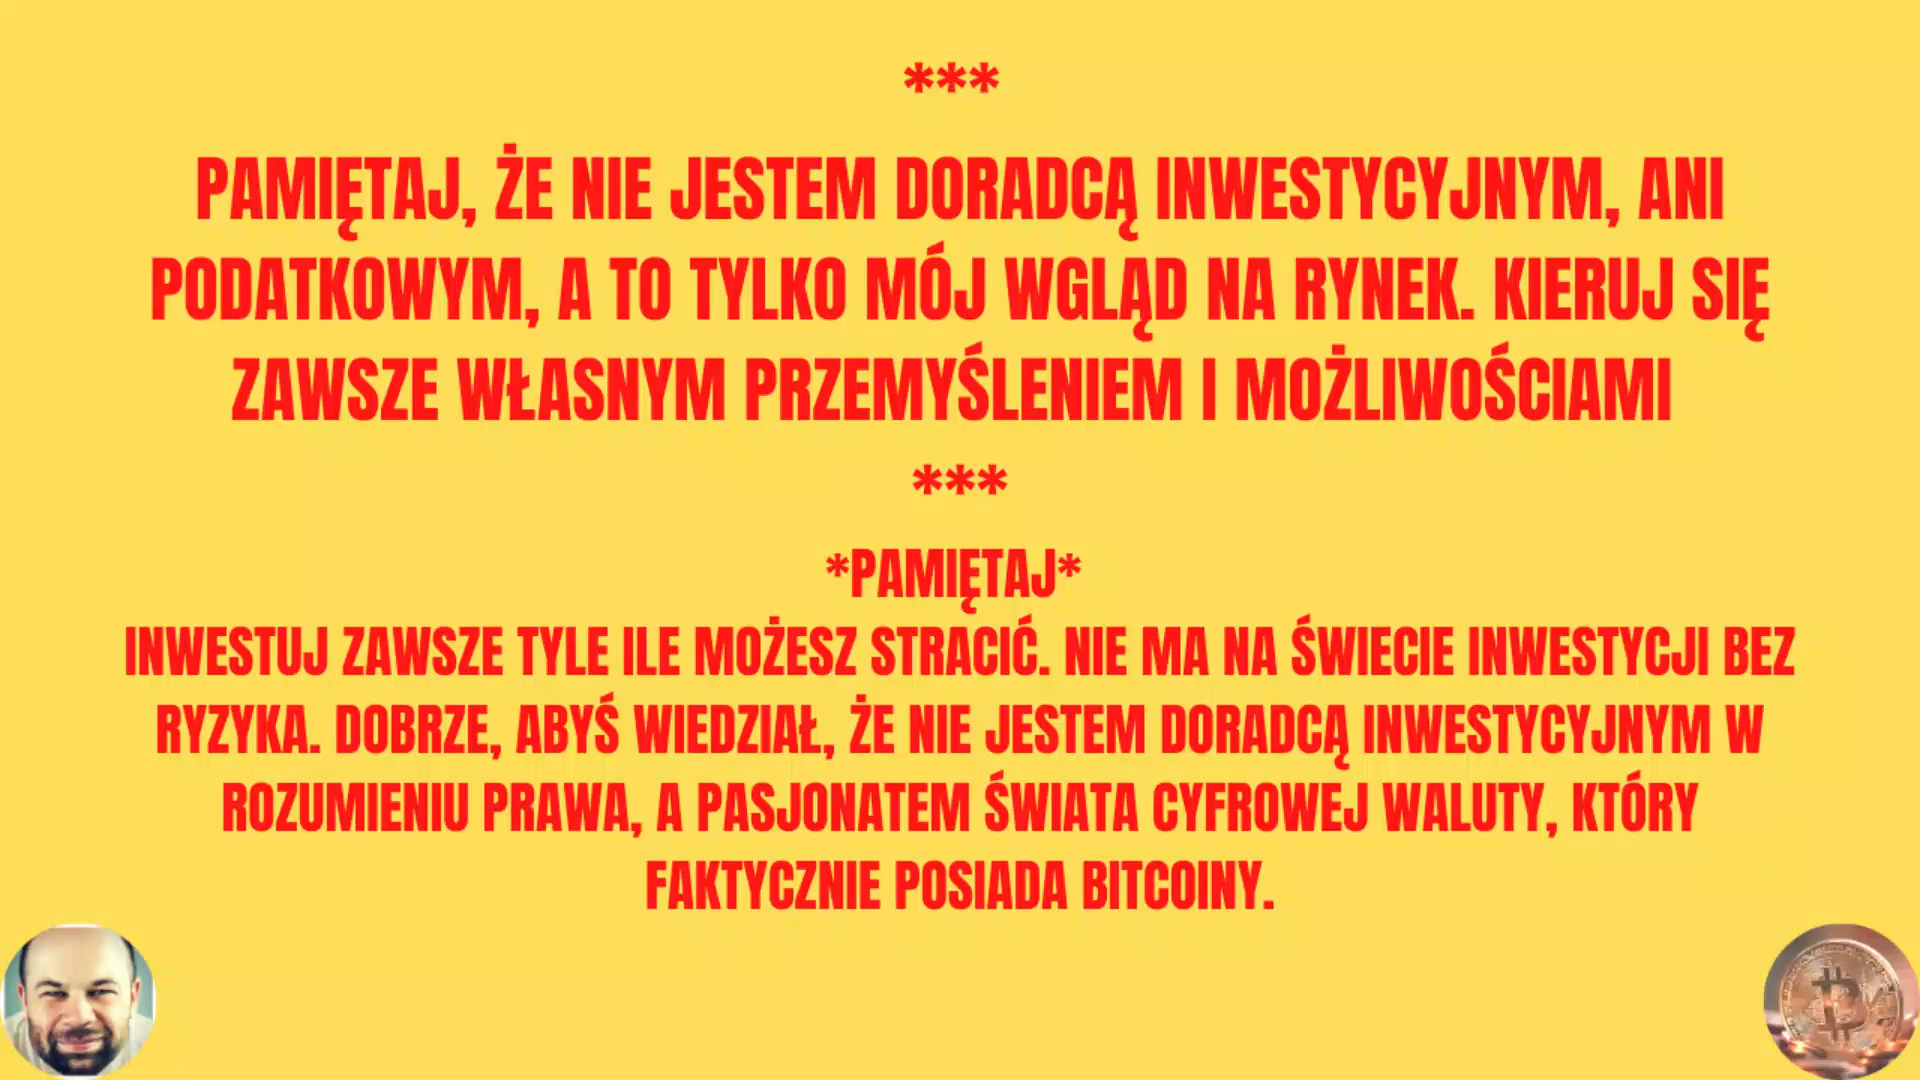 ***
PAMIĘTAJ, ŻE NIE JESTEM DORADCĄ INWESTYCYJNYM, ANI
PODATKOWYM, A TO TYLKO MÓJ WGLĄD NA RYNEK. KIERUJ SIĘ
ZAWSZE WŁASNYM PRZEMYŚLENIEM I MOŻLIWOŚCIAMI
***
*PAMIĘTAJ*
INWESTUJ ZAWSZE TYLE ILE MOŻESZ STRACIĆ. NIE MA NA ŚWIECIE INWESTYCJI BEZ
RYZYKA. DOBRZE, ABYŚ WIEDZIAŁ, ŻE NIE JESTEM DORADCĄ INWESTYCYJNYM W
ROZUMIENIU PRAWA, A PASJONATEM ŚWIATA CYFROWEJ WALUTY, KTÓRY
FAKTYCZNIE POSIADA BITCOINY.